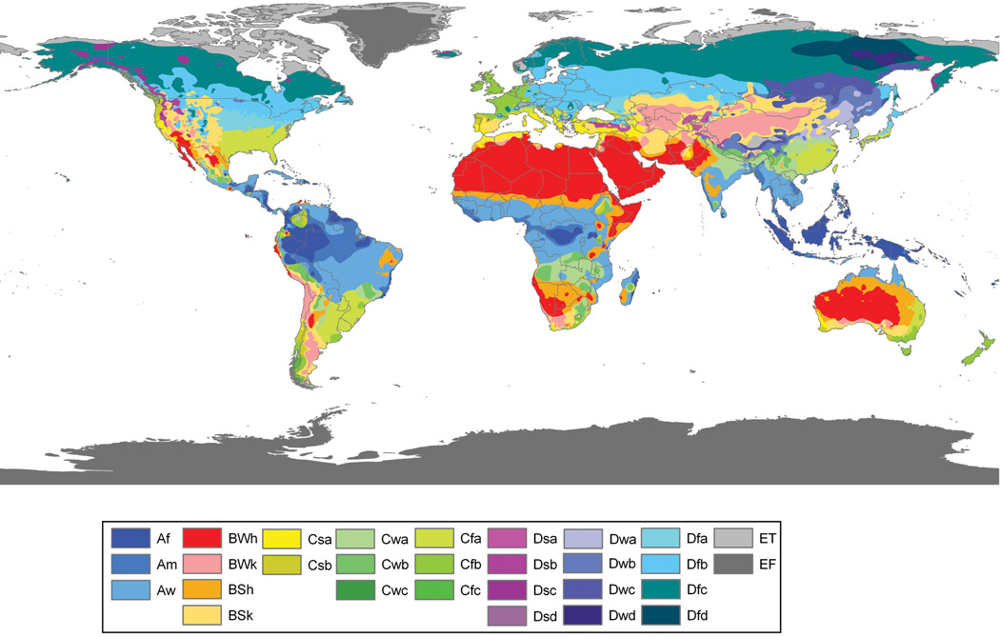 Af BWh Csa Cwa Cfa Dsa Dwa Dfa ET
Am BWk Csb Cwb Cfb Dsb Dwb Dfb EF
Aw BSh Cwc Cfc Dsc Dwc Dfc
BSk Dsd Dwd Dfd